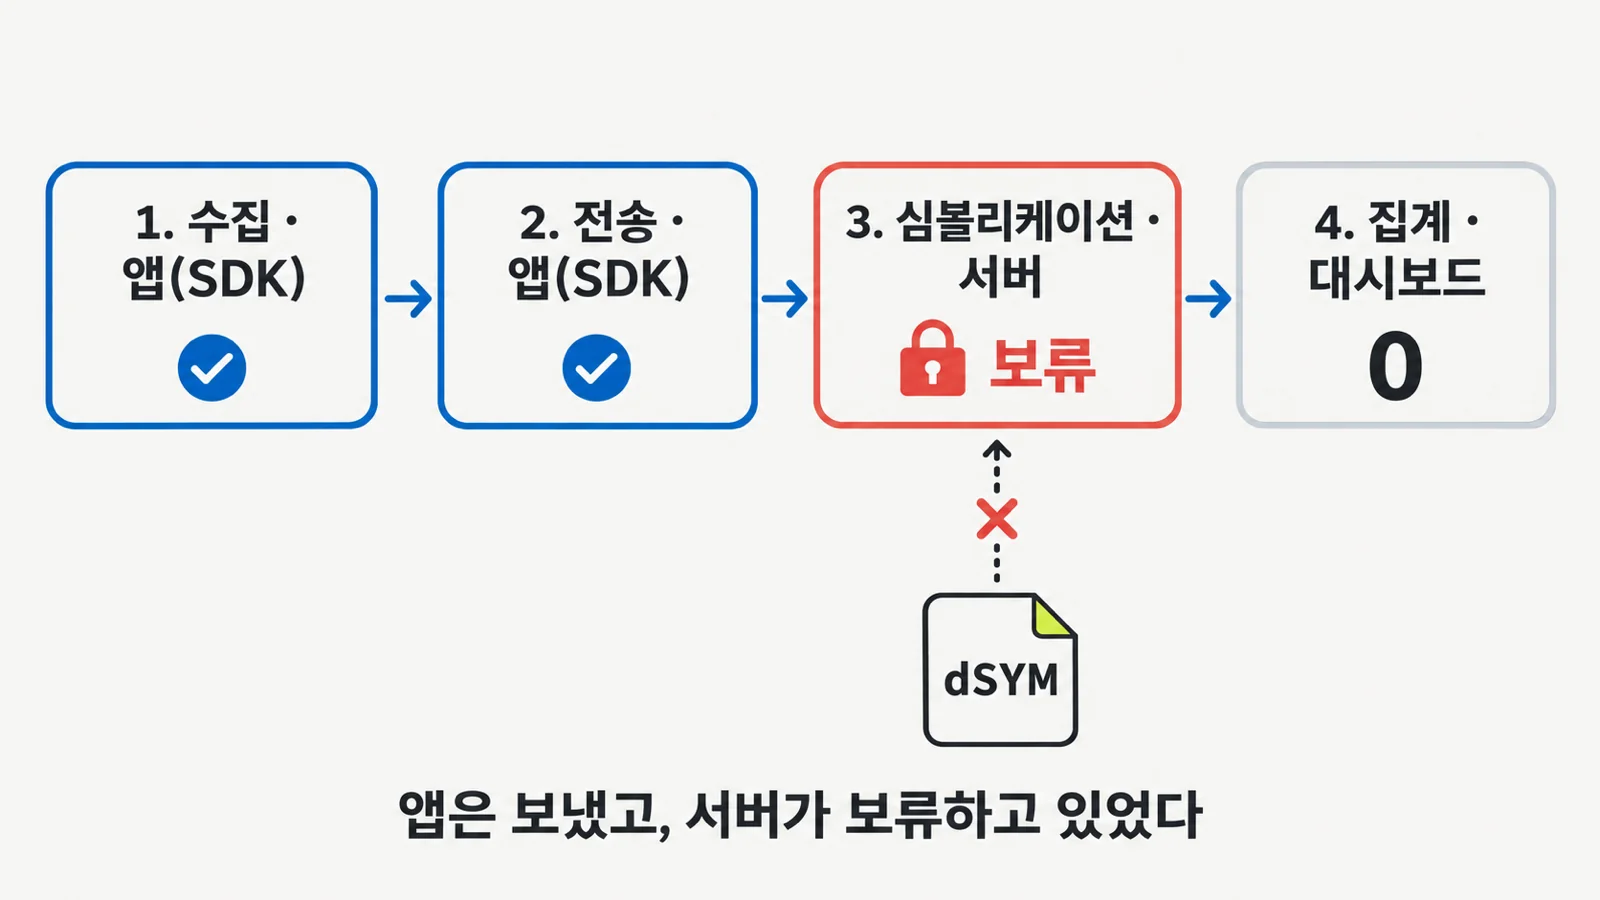 1. 수집 ·
앱(SDK)
2. 전송 ·
앱(SDK)
3. 심볼리케이션 ·
서버
보류
4. 집계 ·
대시보드
0
dSYM
앱은 보냈고, 서버가 보류하고 있었다